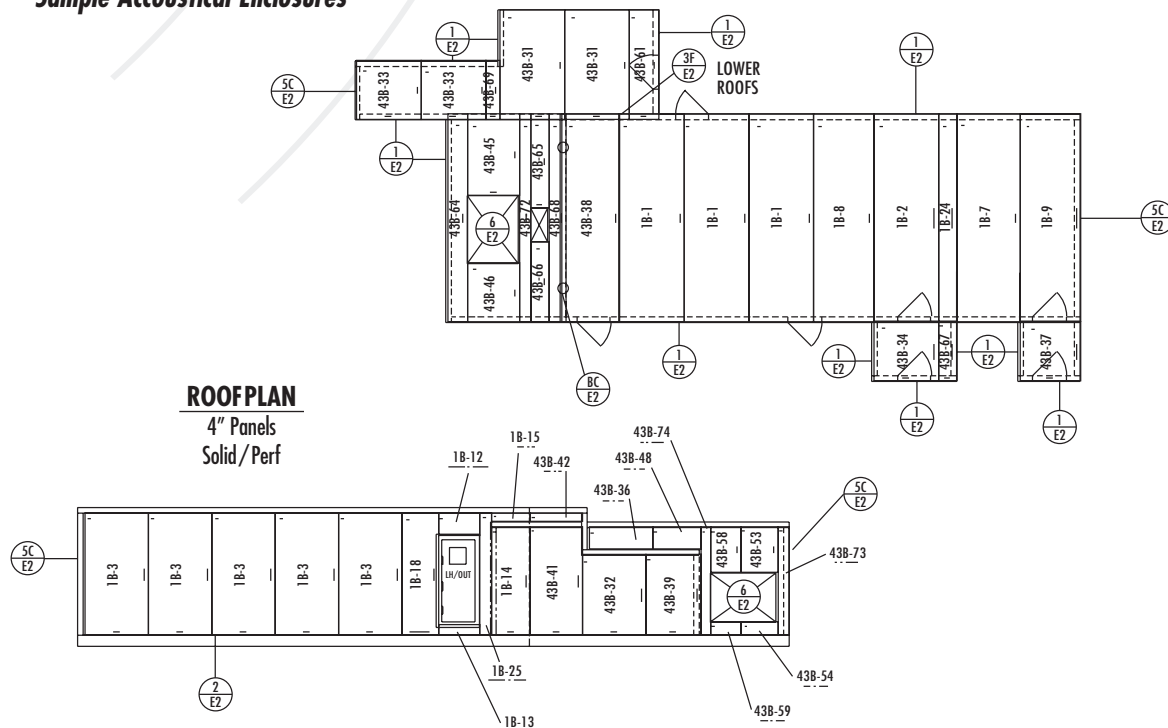 Sample Accoustical Enclosures
1
E2
1
E2
1
E2
3F
E2
LOWER
ROOFS
5C
E2
43B-33
43B-33
43B-69
43B-31
43B-31
43B-61
1
E2
43B-45
43B-64
6
E2
43B-46
43B-72
43B-65
43B-66
43B-68
43B-38
1B-1
1B-1
1B-1
1B-8
1B-2
1B-24
1B-7
1B-9
5C
E2
43B-34
43B-67
43B-37
1
E2
1
E2
1
E2
BC
E2
1
E2
1
E2
ROOF PLAN
4" Panels
Solid/Perf
1B-12
1B-15
43B-42
43B-36
43B-48
43B-74
5C
E2
43B-73
5C
E2
1B-3
1B-3
1B-3
1B-3
1B-3
1B-18
LH/OUT
1B-14
43B-41
43B-32
43B-39
43B-58
43B-53
6
E2
2
E2
1B-13
1B-25
43B-59
43B-54